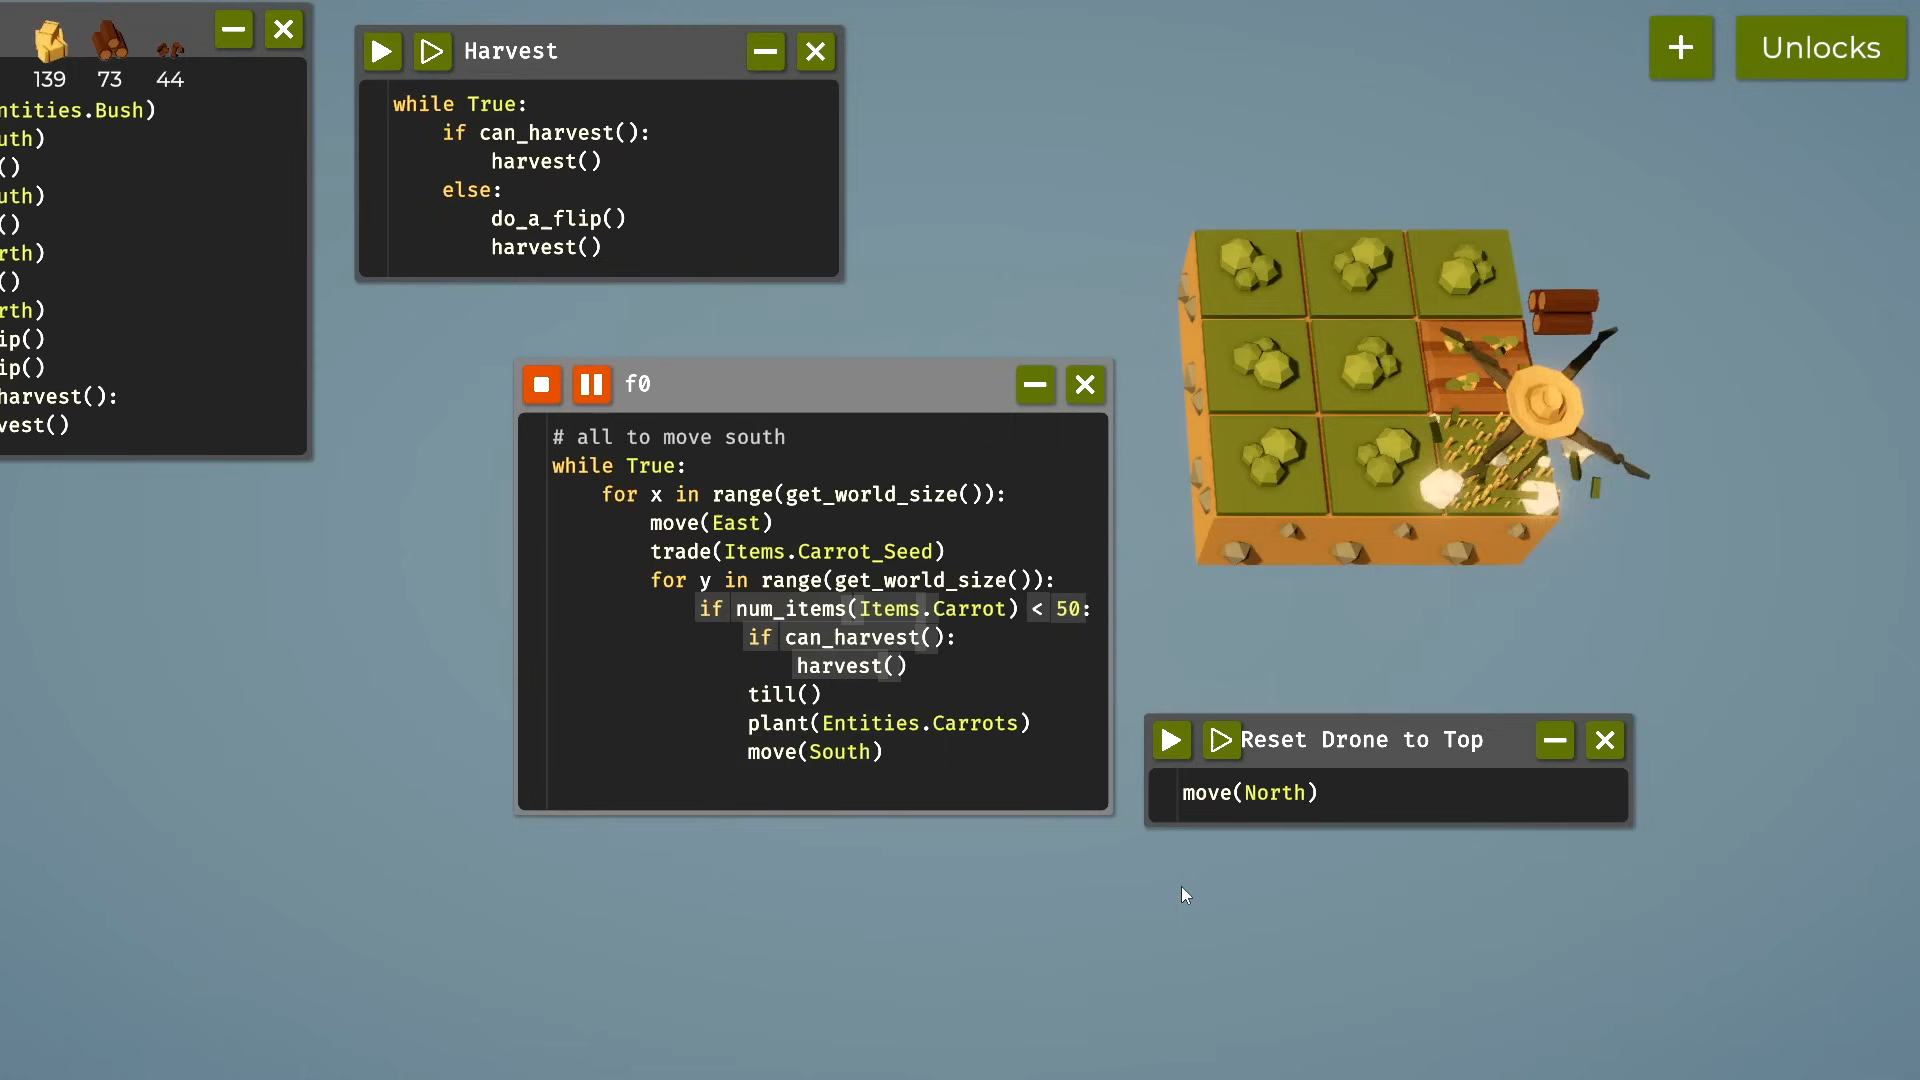 139 73 44
ntities.Bush)
uth)
()
uth)
()
rth)
()
rth)
ip()
ip()
harvest():
vest()
Harvest
while True:
if can_harvest():
harvest()
else:
do_a_flip()
harvest()
f0
# all to move south
while True:
for x in range(get_world_size()):
move(East)
trade(Items.Carrot_Seed)
for y in range(get_world_size()):
if num_items(Items.Carrot) < 50:
if can_harvest():
harvest()
till()
plant(Entities.Carrots)
move(South)
+ Unlocks
Reset Drone to Top
move(North)